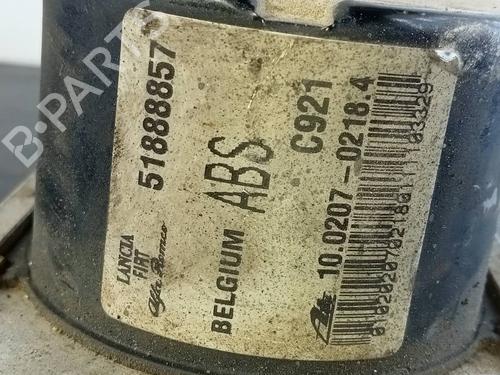 B-PARTS
51888857
LANCIA
FIAT
Alfa Romeo
BELGIUM
ABS
C921
Ate
10.0207-0218.4